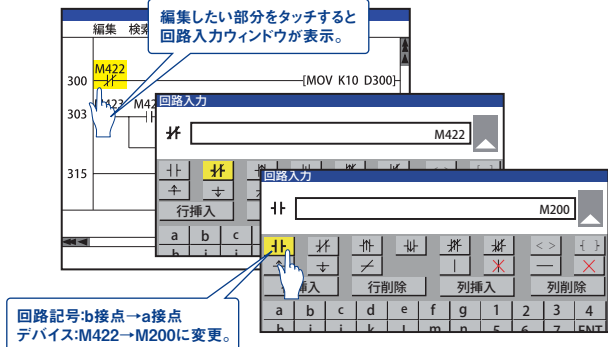 編集したい部分をタッチすると
回路入力ウィンドウが表示。
編集 検索
M422
300
[MOV K10 D300]
303
M423 M42
315
回路入力
M422
行挿入
a b c
回路入力
M200
< > { }
挿入 行削除 列挿入 列削除
a b c d e f g 1 2 3 4
h i j k l m n 5 6 7 ENT
回路記号:b接点→a接点
デバイス:M422→M200に変更。